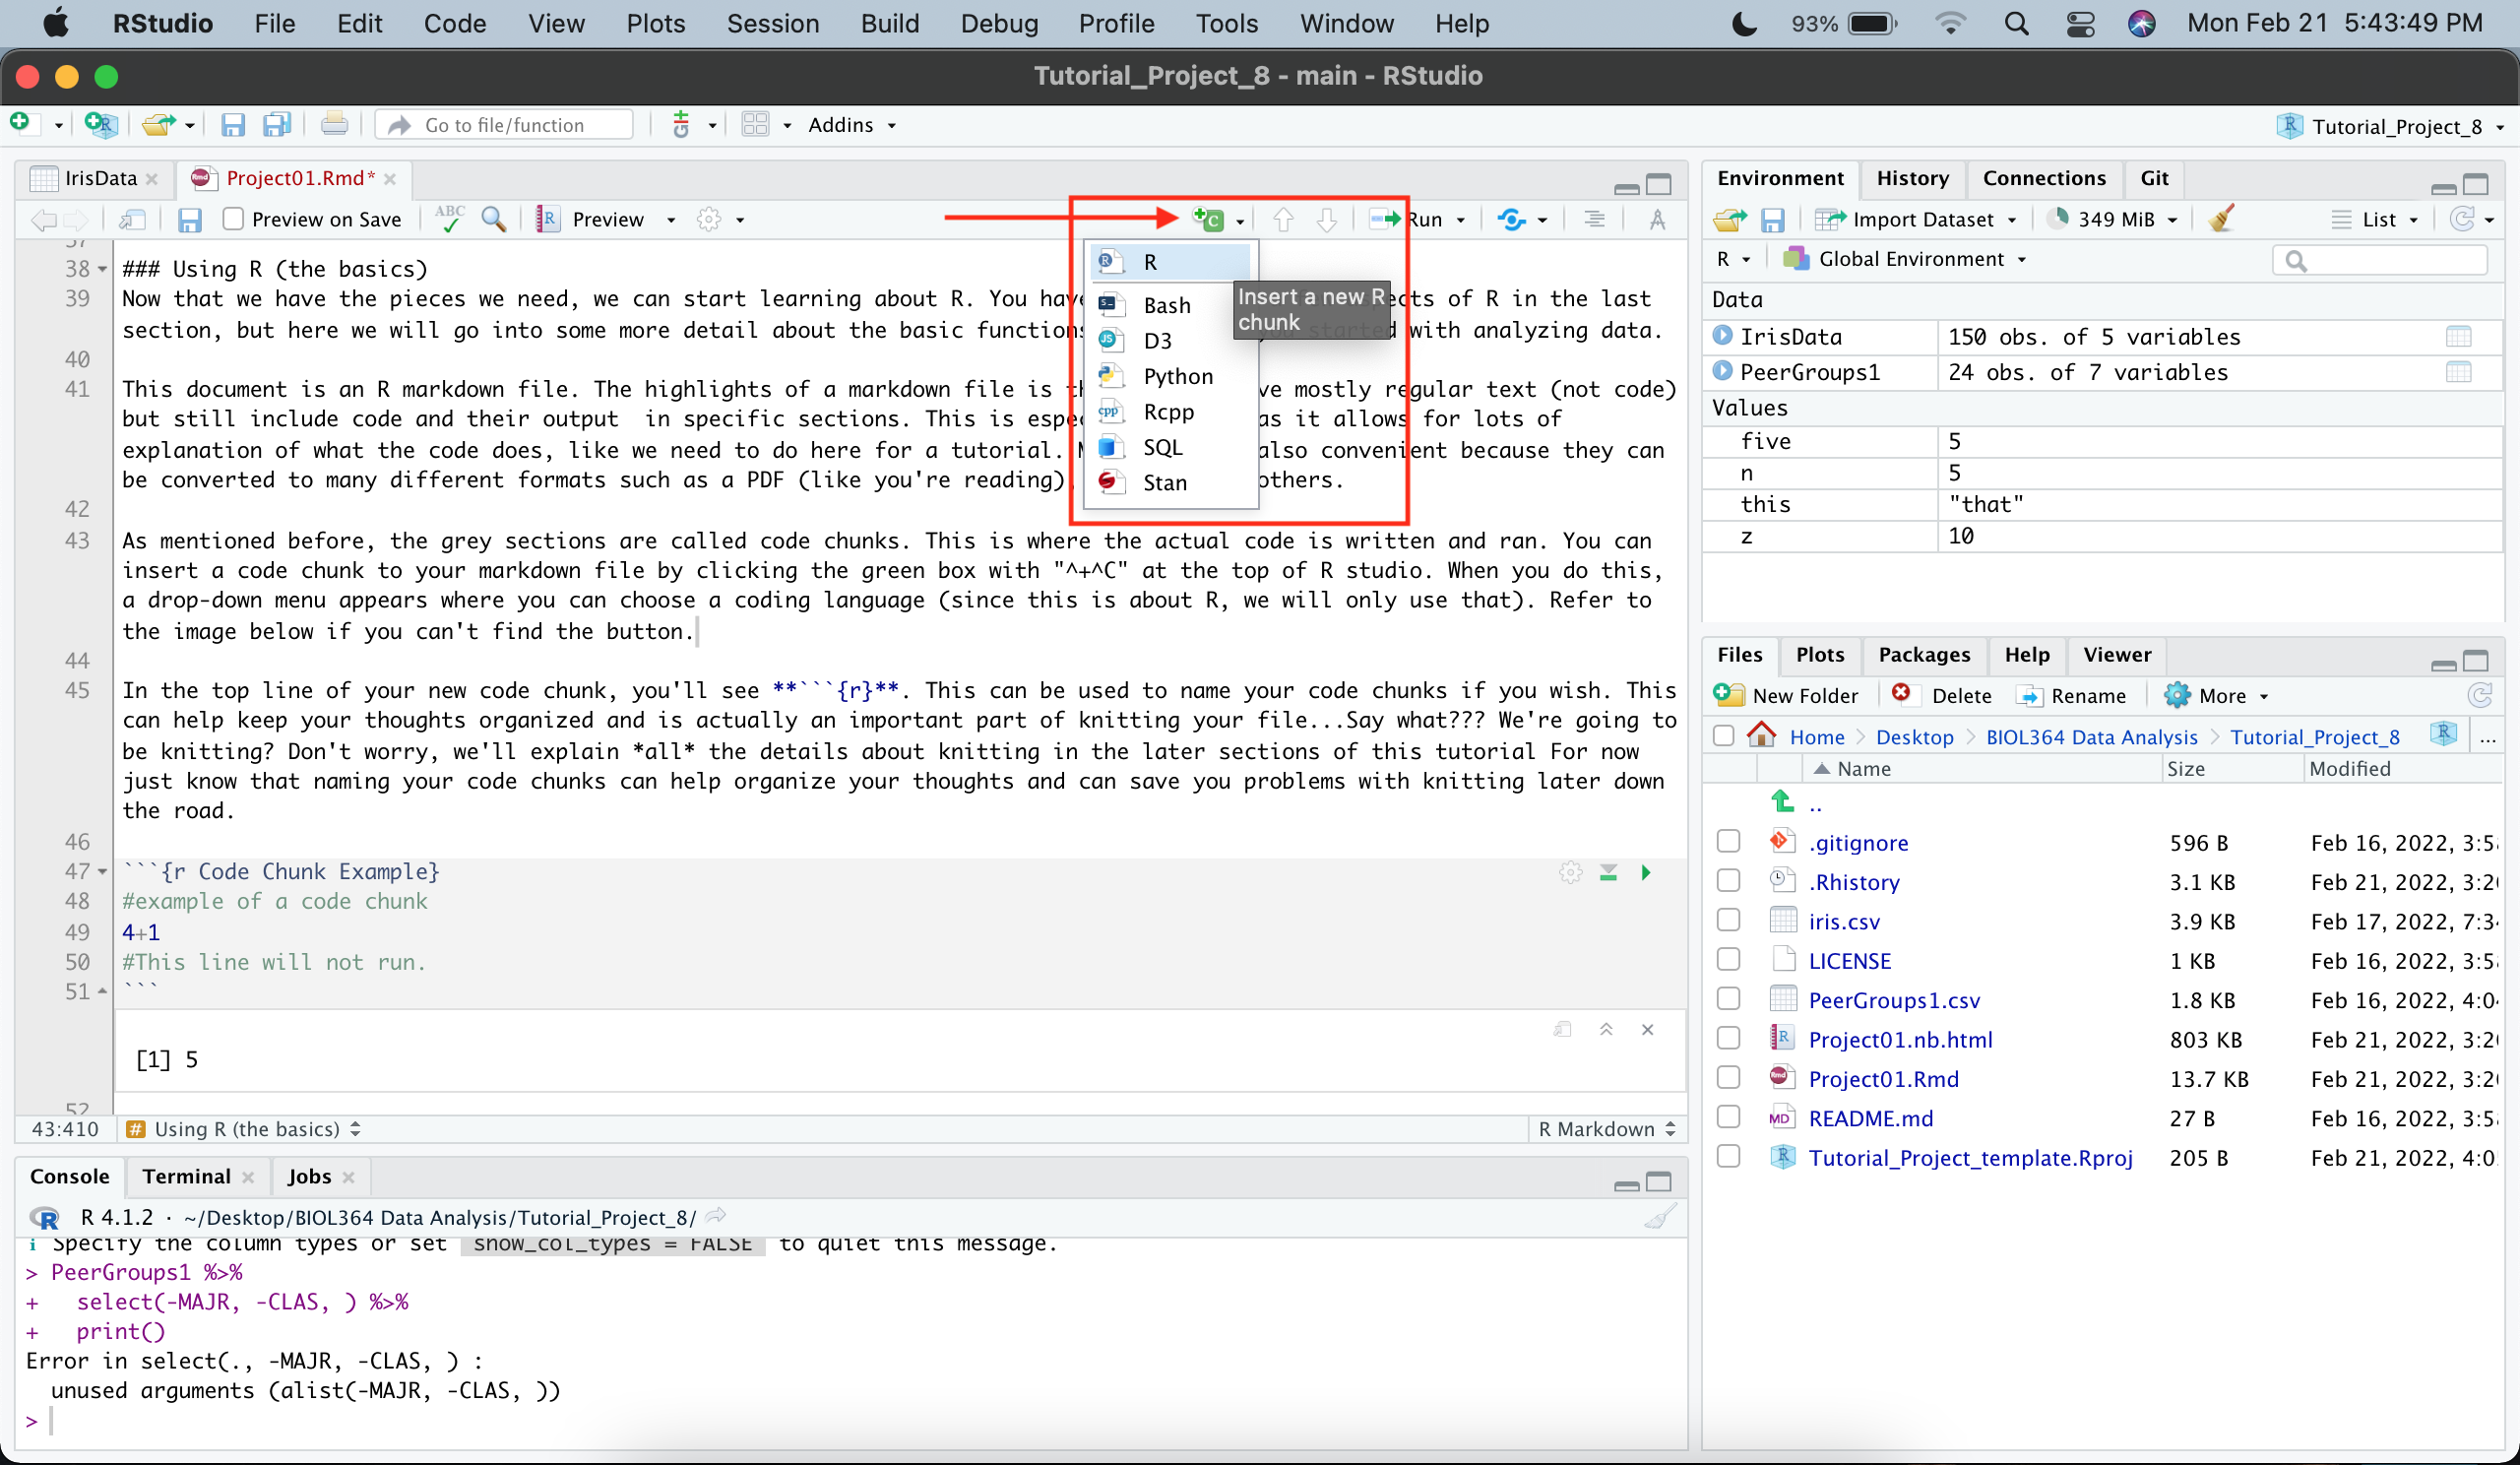 RStudio File Edit Code View Plots Session Build Debug Profile Tools Window Help 93% Mon Feb 21 5:43:49 PM
Tutorial_Project_8 - main - RStudio
Go to file/function Addins Tutorial_Project_8
IrisData Project01.Rmd*
Preview on Save ABC Preview C Run
37
38 ### Using R (the basics)
39 Now that we have the pieces we need, we can start learning about R. You hav cts of R in the last
section, but here we will go into some more detail about the basic functions you started with analyzing data.
40
41 This document is an R markdown file. The highlights of a markdown file is th ve mostly regular text (not code)
but still include code and their output in specific sections. This is espe as it allows for lots of
explanation of what the code does, like we need to do here for a tutorial. also convenient because they can
be converted to many different formats such as a PDF (like you're reading), others.
42
43 As mentioned before, the grey sections are called code chunks. This is where the actual code is written and ran. You can
insert a code chunk to your markdown file by clicking the green box with "^+^C" at the top of R studio. When you do this,
a drop-down menu appears where you can choose a coding language (since this is about R, we will only use that). Refer to
the image below if you can't find the button.
44
45 In the top line of your new code chunk, you'll see **```{r}**. This can be used to name your code chunks if you wish. This
can help keep your thoughts organized and is actually an important part of knitting your file...Say what??? We're going to
be knitting? Don't worry, we'll explain *all* the details about knitting in the later sections of this tutorial For now
just know that naming your code chunks can help organize your thoughts and can save you problems with knitting later down
the road.
46
47 ```{r Code Chunk Example}
48 #example of a code chunk
49 4+1
50 #This line will not run.
51 ```
[1] 5
52
43:410 # Using R (the basics) R Markdown
R
Insert a new R
chunk
Bash
JS D3
Python
cpp Rcpp
SQL
Stan
Console Terminal Jobs
R 4.1.2 · ~/Desktop/BIOL364 Data Analysis/Tutorial_Project_8/
i Specify the column types or set show_col_types = FALSE to quiet this message.
> PeerGroups1 %>%
+ select(-MAJR, -CLAS, ) %>%
+ print()
Error in select(., -MAJR, -CLAS, ) :
unused arguments (alist(-MAJR, -CLAS, ))
>
Environment History Connections Git
Import Dataset 349 MiB List
R Global Environment
Data
IrisData 150 obs. of 5 variables
PeerGroups1 24 obs. of 7 variables
Values
five 5
n 5
this "that"
z 10
Files Plots Packages Help Viewer
New Folder Delete Rename More
Home Desktop BIOL364 Data Analysis Tutorial_Project_8 ...
Name Size Modified
..
.gitignore 596 B Feb 16, 2022, 3:5
.Rhistory 3.1 KB Feb 21, 2022, 3:2
iris.csv 3.9 KB Feb 17, 2022, 7:3
LICENSE 1 KB Feb 16, 2022, 3:5
PeerGroups1.csv 1.8 KB Feb 16, 2022, 4:0
Project01.nb.html 803 KB Feb 21, 2022, 3:2
Rmd Project01.Rmd 13.7 KB Feb 21, 2022, 3:2
MD README.md 27 B Feb 16, 2022, 3:5
Tutorial_Project_template.Rproj 205 B Feb 21, 2022, 4:0